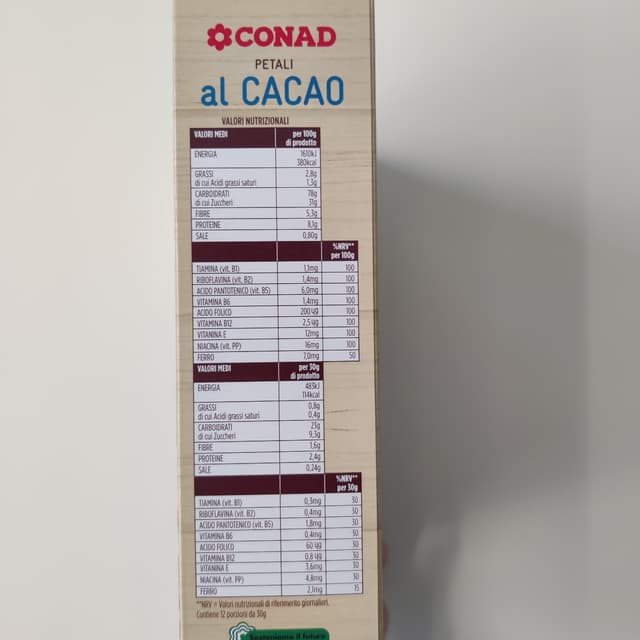 CONAD
PETALI
al CACAO
VALORI NUTRIZIONALI
VALORI MEDI per 100g
di prodotto
ENERGIA 1610kJ
380kcal
GRASSI 2,8g
di cui Acidi grassi saturi 1,3g
CARBOIDRATI 78g
di cui Zuccheri 31g
FIBRE 5,3g
PROTEINE 8,1g
SALE 0,80g
%NRV**
per 100g
TIAMINA (vit. B1) 1,1mg 100
RIBOFLAVINA (vit. B2) 1,4mg 100
ACIDO PANTOTENICO (vit. B5) 6,0mg 100
VITAMINA B6 1,4mg 100
ACIDO FOLICO 200 µg 100
VITAMINA B12 2,5 µg 100
VITAMINA E 12mg 100
NIACINA (vit. PP) 16mg 100
FERRO 7,0mg 50
VALORI MEDI per 30g
di prodotto
ENERGIA 483kJ
114kcal
GRASSI 0,8g
di cui Acidi grassi saturi 0,4g
CARBOIDRATI 23g
di cui Zuccheri 9,3g
FIBRE 1,6g
PROTEINE 2,4g
SALE 0,24g
%NRV**
per 30g
TIAMINA (vit. B1) 0,3mg 30
RIBOFLAVINA (vit. B2) 0,4mg 30
ACIDO PANTOTENICO (vit. B5) 1,8mg 30
VITAMINA B6 0,4mg 30
ACIDO FOLICO 60 µg 30
VITAMINA B12 0,8 µg 30
VITAMINA E 3,6mg 30
NIACINA (vit. PP) 4,8mg 30
FERRO 2,1mg 15
**NRV = Valori nutrizionali di riferimento giornalieri.
Contiene 12 porzioni da 30g
Sosteniamo il futuro